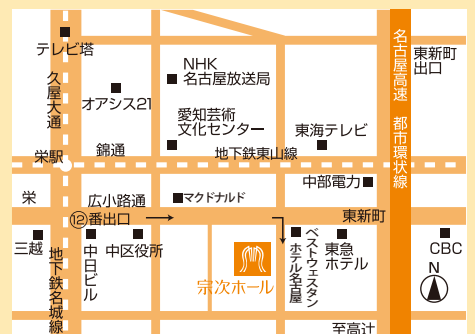 テレビ塔
久屋大通
NHK
名古屋放送局
オアシス21
愛知芸術
文化センター
東海テレビ
名古屋高速 都市環状線
東新町
出口
栄駅
錦通
地下鉄東山線
中部電力
栄
広小路通
マクドナルド
⑫番出口
東新町
三越
地下鉄名城線
中日ビル
中区役所
宗次ホール
ベストウェスタン
ホテル名古屋
東急
ホテル
CBC
N
至高辻